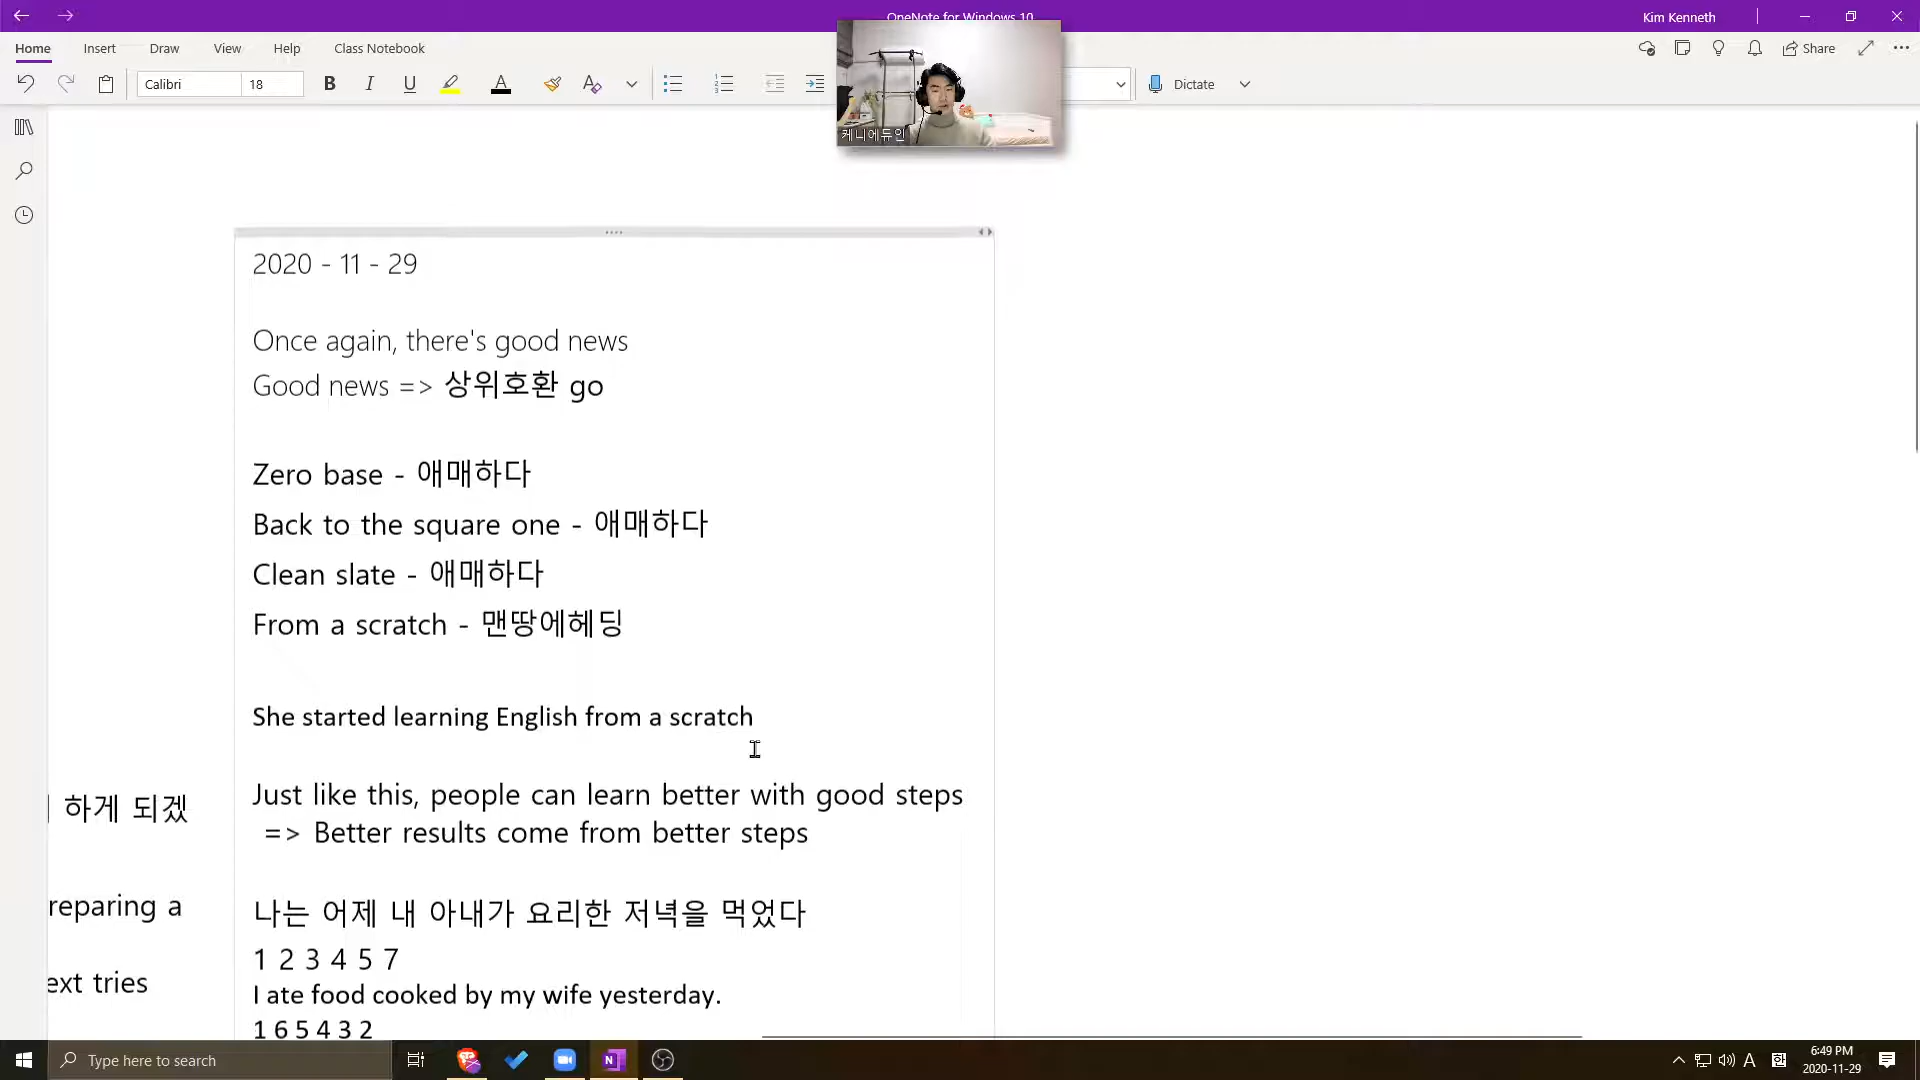 OneNote for Windows 10
Kim Kenneth
Home Insert Draw View Help Class Notebook
Share
Calibri 18 B I U A Dictate
케니에듀인
2020 - 11 - 29
Once again, there's good news
Good news => 상위호환 go
Zero base - 애매하다
Back to the square one - 애매하다
Clean slate - 애매하다
From a scratch - 맨땅에헤딩
She started learning English from a scratch
Just like this, people can learn better with good steps
=> Better results come from better steps
하게 되겠
나는 어제 내 아내가 요리한 저녁을 먹었다
reparing a
1 2 3 4 5 7
ext tries
I ate food cooked by my wife yesterday.
1 6 5 4 3 2
Type here to search
A
6:49 PM
2020-11-29